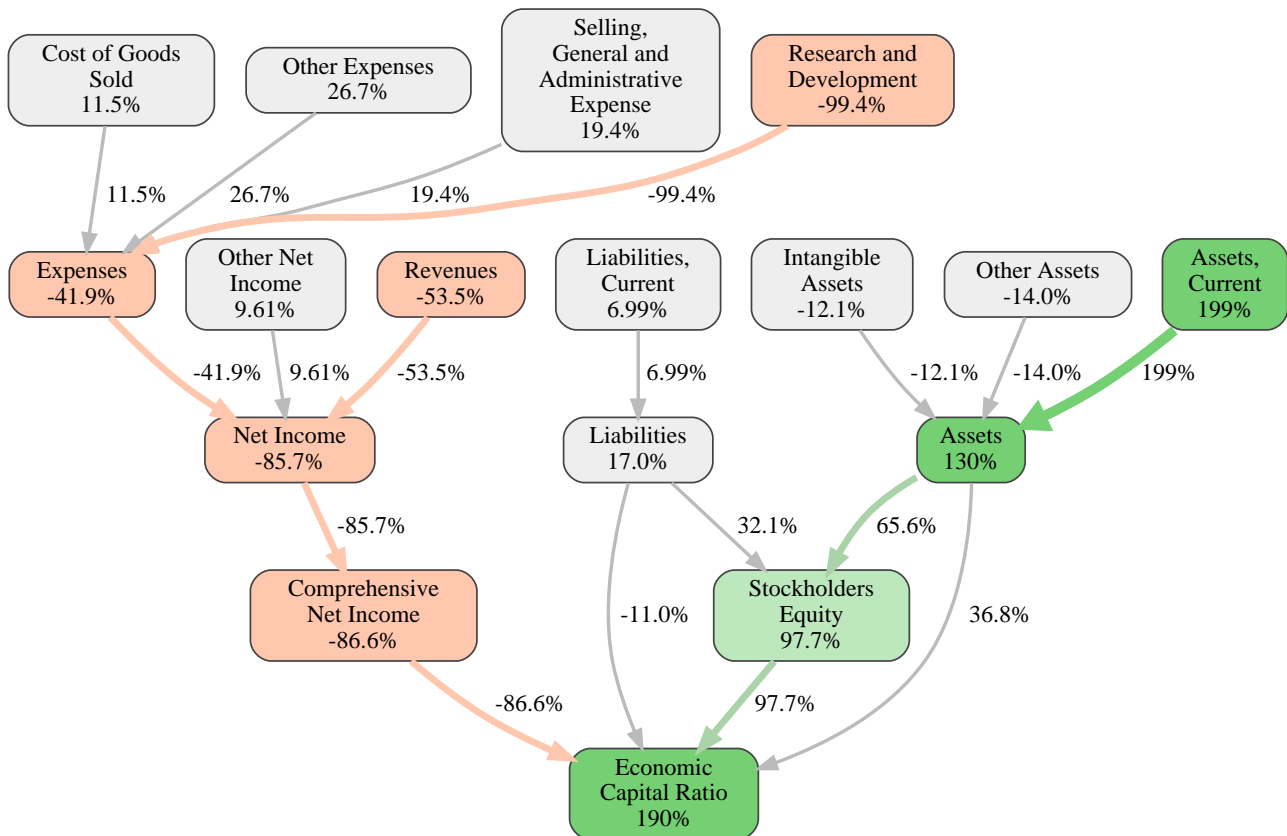 Cost of Goods
Sold
11.5%
Other Expenses
26.7%
Selling,
General and
Administrative
Expense
19.4%
Research and
Development
-99.4%
11.5%
26.7%
19.4%
-99.4%
Expenses
-41.9%
Other Net
Income
9.61%
Revenues
-53.5%
Liabilities,
Current
6.99%
Intangible
Assets
-12.1%
Other Assets
-14.0%
Assets,
Current
199%
-41.9%
9.61%
-53.5%
6.99%
-12.1%
-14.0%
199%
Net Income
-85.7%
Liabilities
17.0%
Assets
130%
-85.7%
32.1%
65.6%
Comprehensive
Net Income
-86.6%
-11.0%
Stockholders
Equity
97.7%
36.8%
-86.6%
97.7%
Economic
Capital Ratio
190%